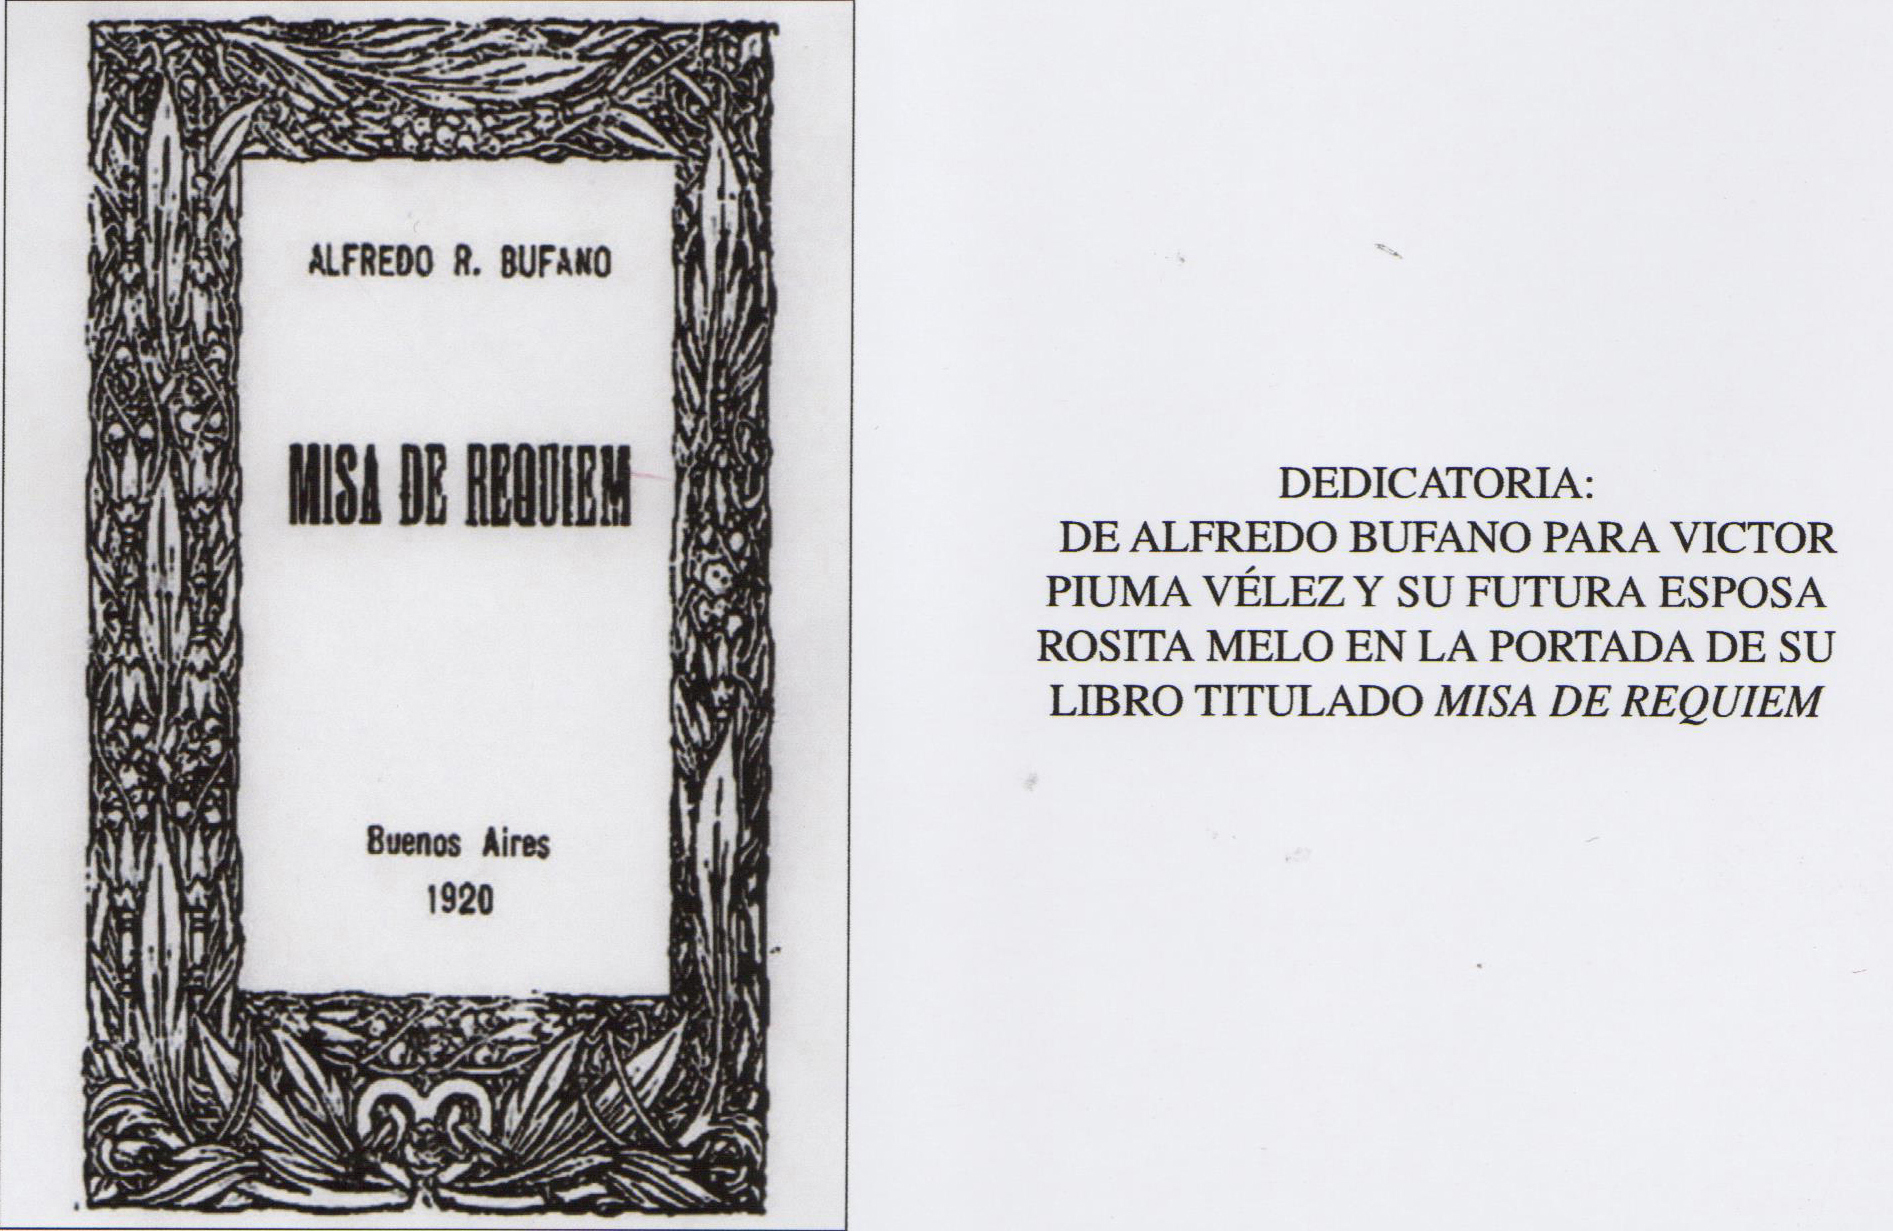 ALFREDO R. BUFANO
MISA DE REQUIEM
Buenos Aires
1920
DEDICATORIA:
DE ALFREDO BUFANO PARA VICTOR
PIUMA VÉLEZ Y SU FUTURA ESPOSA
ROSITA MELO EN LA PORTADA DE SU
LIBRO TITULADO MISA DE REQUIEM